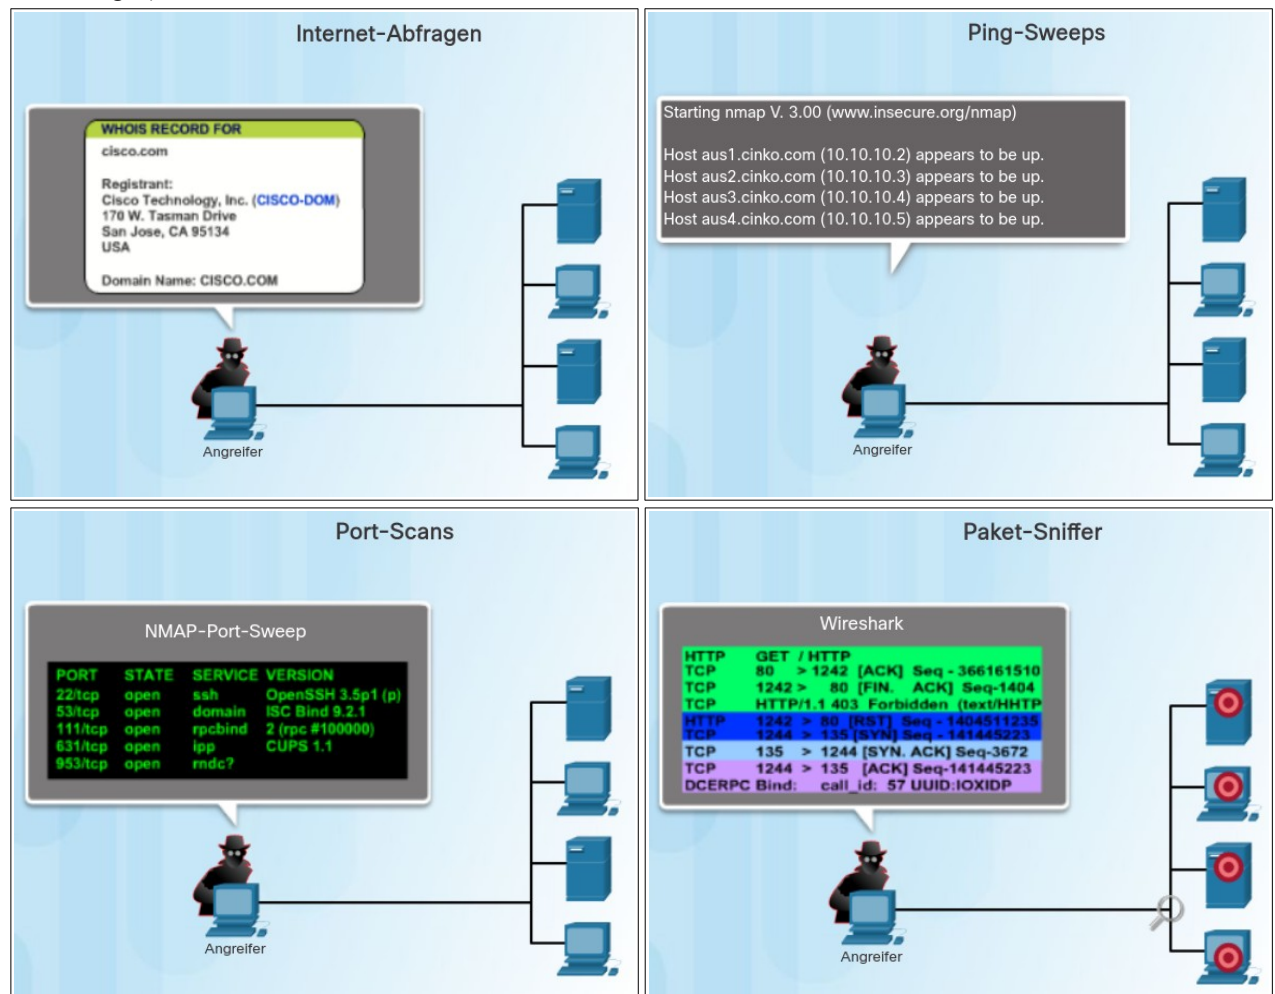 Internet-Abfragen
WHOIS RECORD FOR
cisco.com
Registrant:
Cisco Technology, Inc. (CISCO-DOM)
170 W. Tasman Drive
San Jose, CA 95134
USA
Domain Name: CISCO.COM
Angreifer
Ping-Sweeps
Starting nmap V. 3.00 (www.insecure.org/nmap)
Host aus1.cinko.com (10.10.10.2) appears to be up.
Host aus2.cinko.com (10.10.10.3) appears to be up.
Host aus3.cinko.com (10.10.10.4) appears to be up.
Host aus4.cinko.com (10.10.10.5) appears to be up.
Angreifer
Port-Scans
NMAP-Port-Sweep
PORT STATE SERVICE VERSION
22/tcp open ssh OpenSSH 3.5p1 (p)
53/tcp open domain ISC Bind 9.2.1
111/tcp open rpcbind 2 (rpc #100000)
631/tcp open ipp CUPS 1.1
953/tcp open rndc?
Angreifer
Paket-Sniffer
Wireshark
HTTP GET / HTTP
TCP 80 > 1242 [ACK] Seq - 366161510
TCP 1242 > 80 [FIN. ACK] Seq-1404
TCP HTTP/1.1 403 Forbidden (text/HHTP
HTTP 1242 > 80 [RST] Seq - 1404511235
TCP 1244 > 135 [SYN] Seq - 141445223
TCP 135 > 1244 [SYN. ACK] Seq-3672
TCP 1244 > 135 [ACK] Seq-141445223
DCERPC Bind: call_id: 57 UUID:IOXIDP
Angreifer